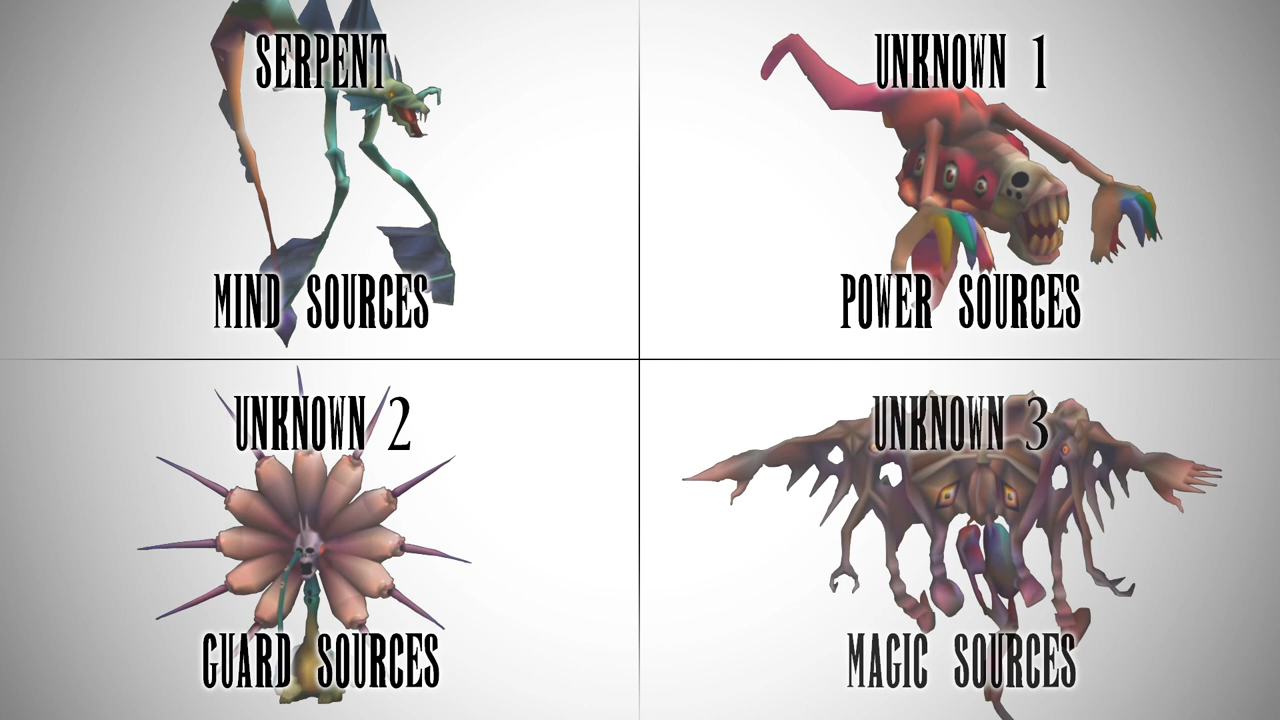 SERPENT
MIND SOURCES
UNKNOWN 1
POWER SOURCES
UNKNOWN 2
GUARD SOURCES
UNKNOWN 3
MAGIC SOURCES